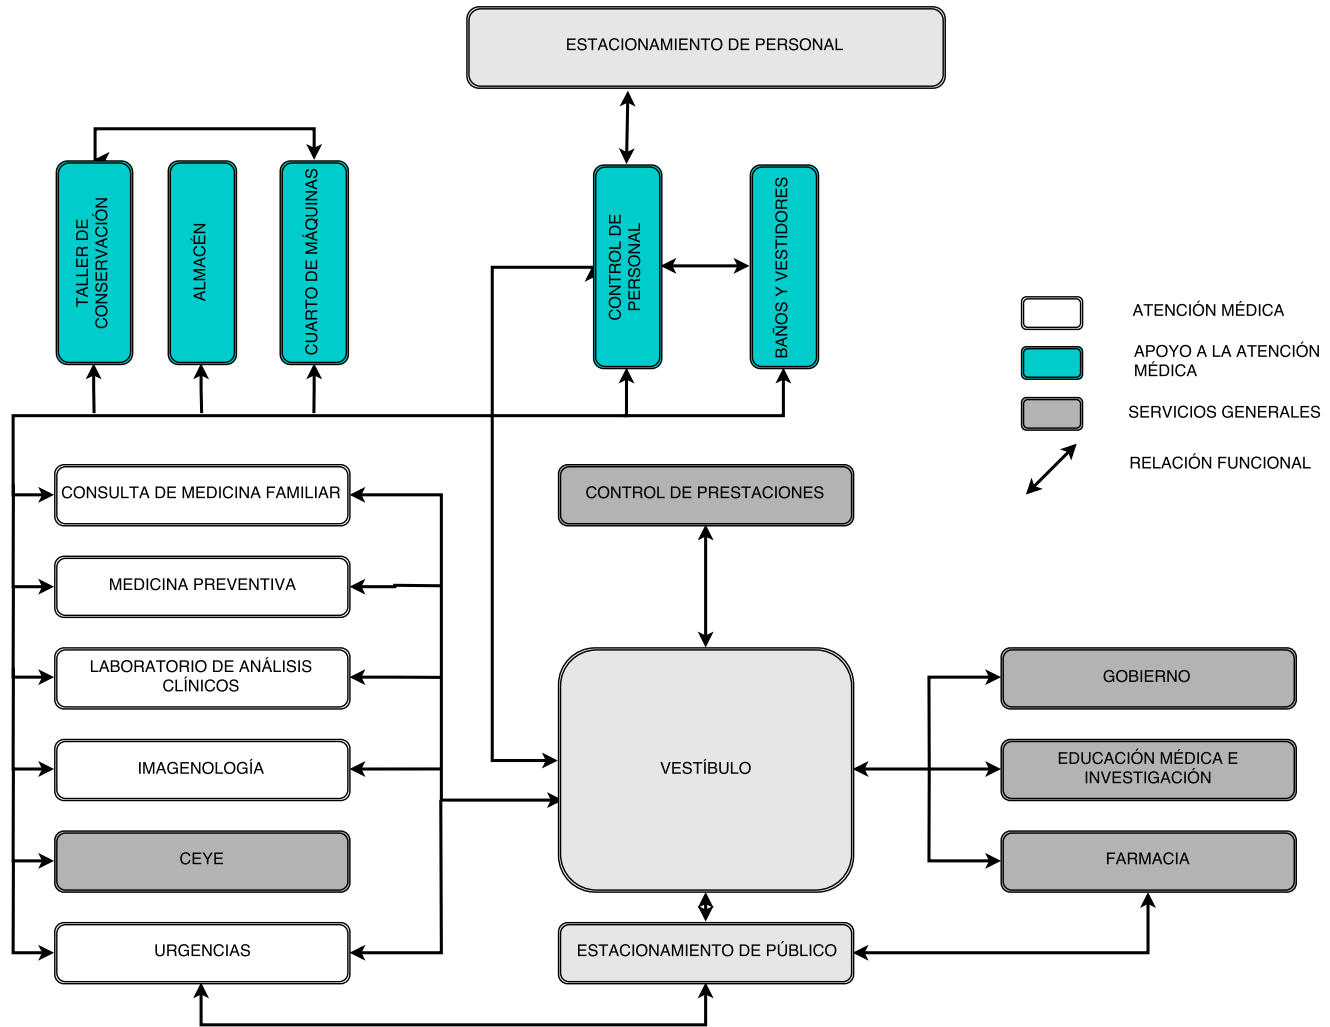 ESTACIONAMIENTO DE PERSONAL
TALLER DE
CONSERVACIÓN
ALMACÉN
CUARTO DE MÁQUINAS
CONTROL DE
PERSONAL
BAÑOS Y VESTIDORES
ATENCIÓN MÉDICA
APOYO A LA ATENCIÓN
MÉDICA
SERVICIOS GENERALES
RELACIÓN FUNCIONAL
CONSULTA DE MEDICINA FAMILIAR
CONTROL DE PRESTACIONES
MEDICINA PREVENTIVA
LABORATORIO DE ANÁLISIS
CLÍNICOS
GOBIERNO
IMAGENOLOGÍA
VESTÍBULO
EDUCACIÓN MÉDICA E
INVESTIGACIÓN
CEYE
FARMACIA
URGENCIAS
ESTACIONAMIENTO DE PÚBLICO